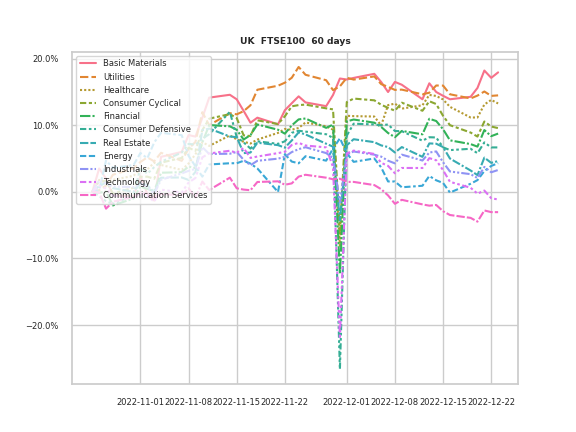 UK FTSE100 60 days
20.0%
10.0%
0.0%
−10.0%
−20.0%
Basic Materials
Utilities
Healthcare
Consumer Cyclical
Financial
Consumer Defensive
Real Estate
Energy
Industrials
Technology
Communication Services
2022-11-01 2022-11-08 2022-11-15 2022-11-22 2022-12-01 2022-12-08 2022-12-15 2022-12-22